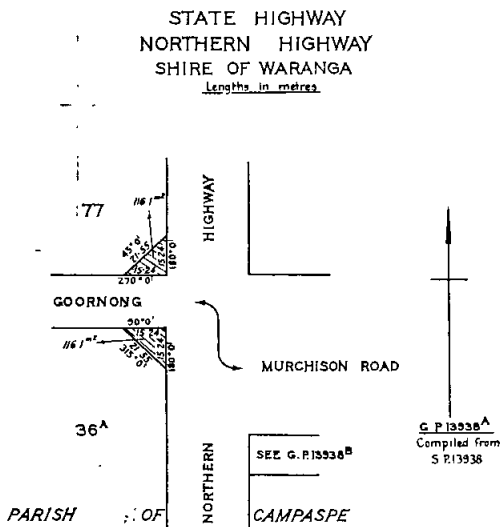 STATE HIGHWAY
NORTHERN HIGHWAY
SHIRE OF WARANGA
Lengths in metres
77
116.1 m²
HIGHWAY
45°0'
21.55
15.24
15.24
180°0'
270°0'
GOORNONG
90°0'
15.24
15.24
116.1 m²
21.55
315°0'
180°0'
MURCHISON ROAD
36A
NORTHERN
SEE G.P.13938B
G.P.13938A
Compiled from
S.P.13938
PARISH OF CAMPASPE